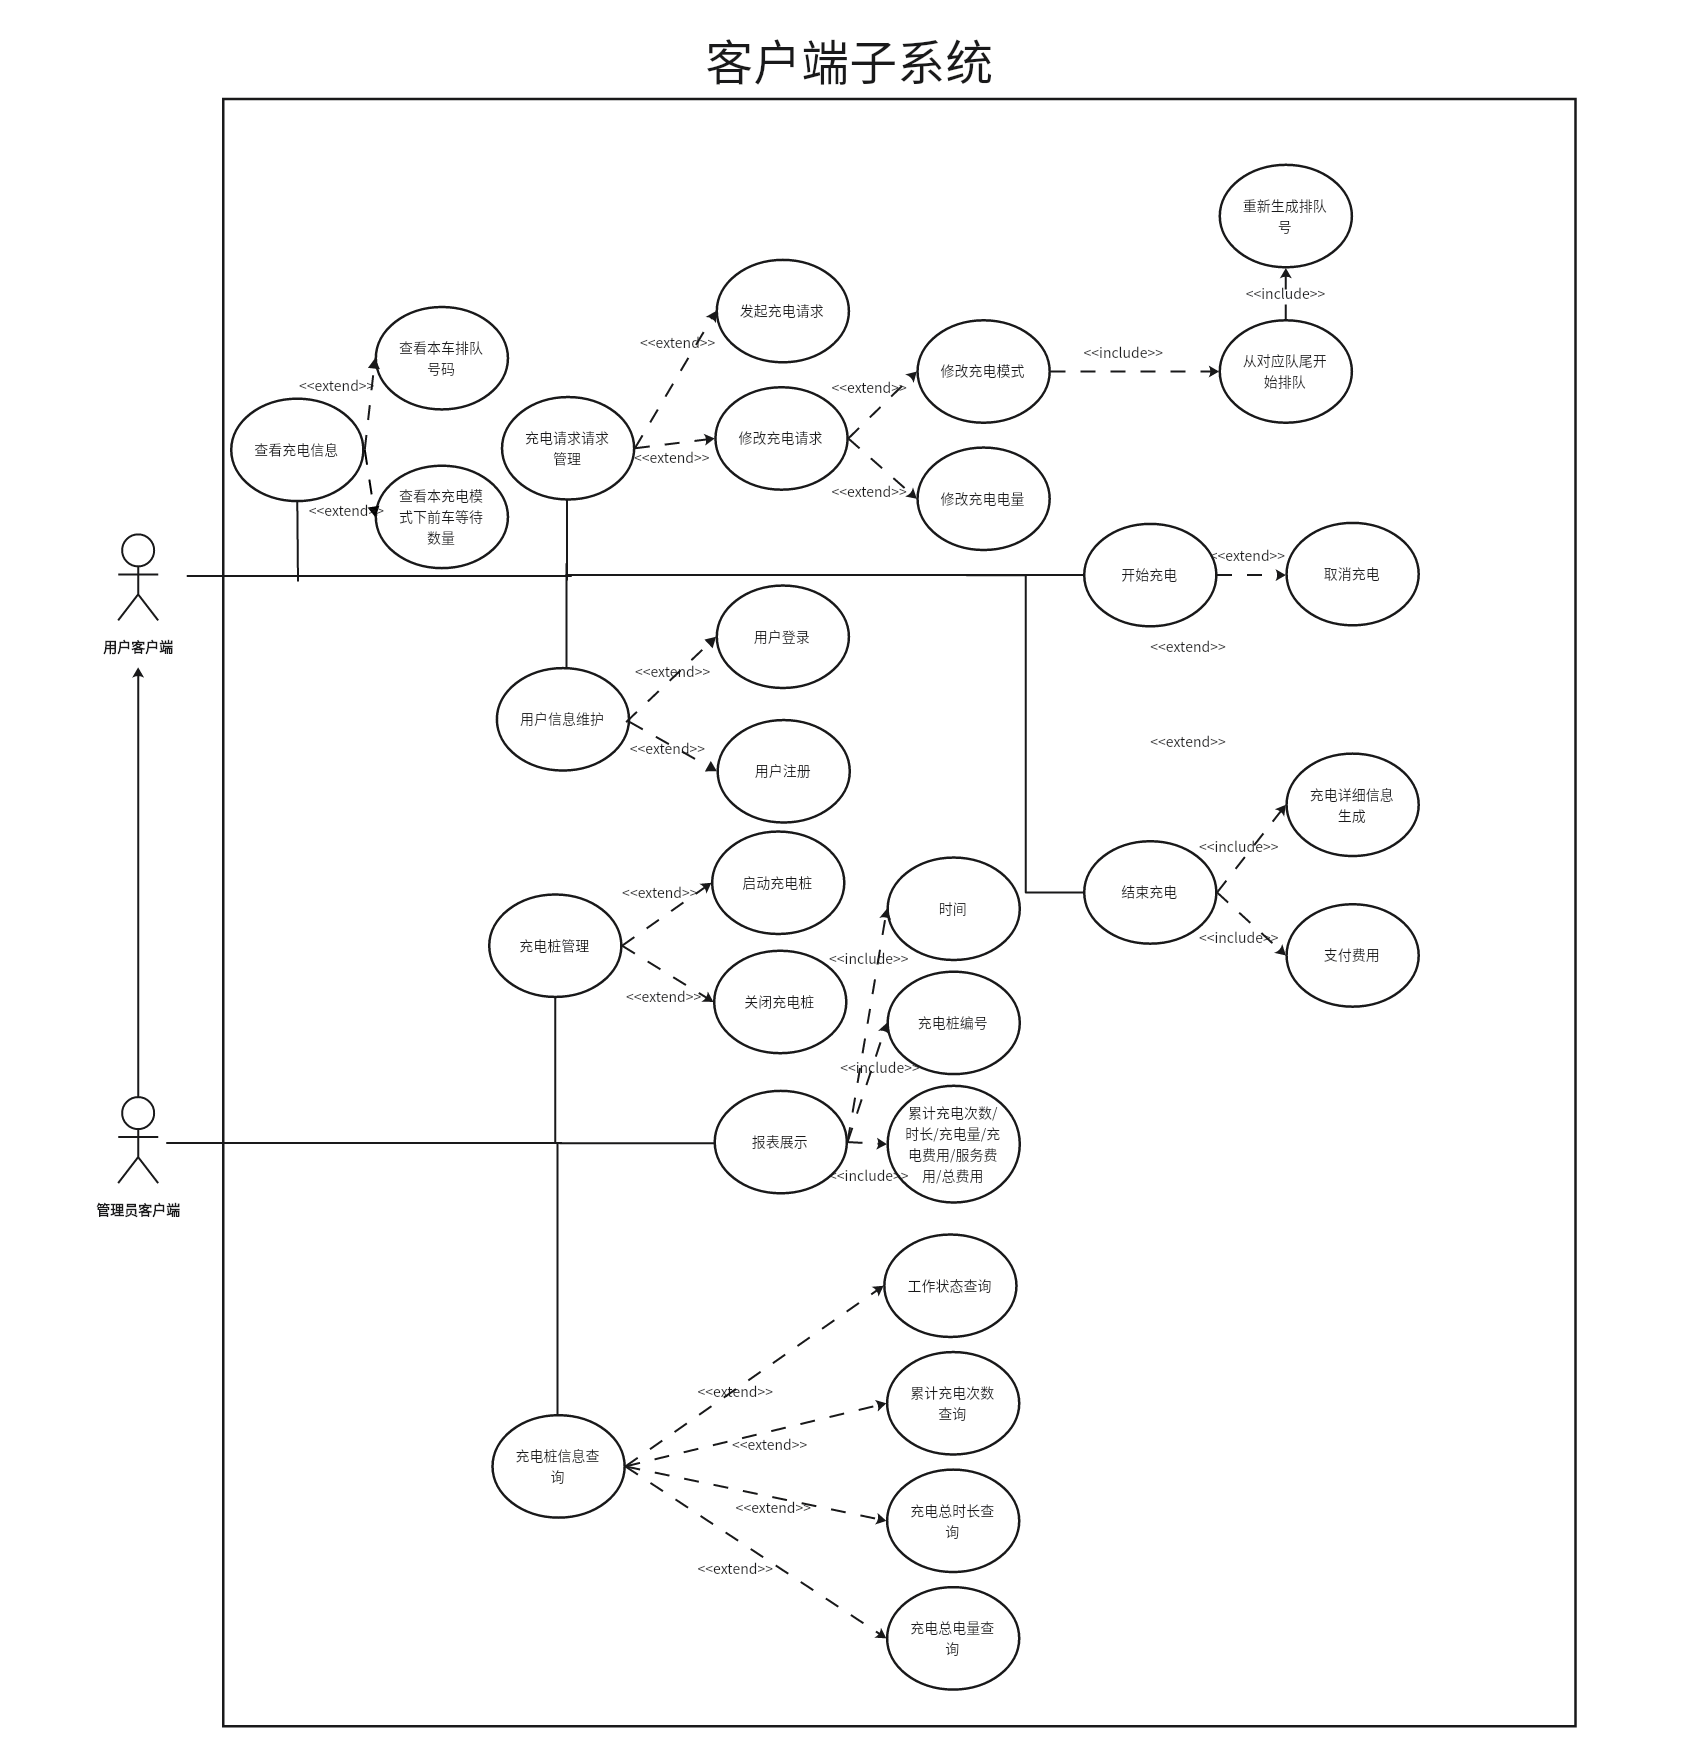 客户端子系统
重新生成排队
号
<<include>>
发起充电请求
<<extend>>
查看本车排队
号码
<<extend>>
修改充电模式
<<include>>
从对应队尾开
始排队
<<extend>>
查看充电信息
充电请求请求
管理
修改充电请求
<<extend>>
<<extend>>
修改充电电量
查看本充电模
式下前车等待
数量
<<extend>>
开始充电
<<extend>>
取消充电
用户客户端
用户登录
<<extend>>
<<extend>>
用户信息维护
<<extend>>
<<extend>>
用户注册
充电详细信息
生成
<<include>>
启动充电桩
<<extend>>
时间
结束充电
<<include>>
支付费用
充电桩管理
<<include>>
<<extend>>
关闭充电桩
充电桩编号
<<include>>
报表展示
累计充电次数/
时长/充电量/充
电费用/服务费
用/总费用
<<include>>
管理员客户端
工作状态查询
<<extend>>
累计充电次数
查询
<<extend>>
充电桩信息查
询
<<extend>>
充电总时长查
询
<<extend>>
充电总电量查
询